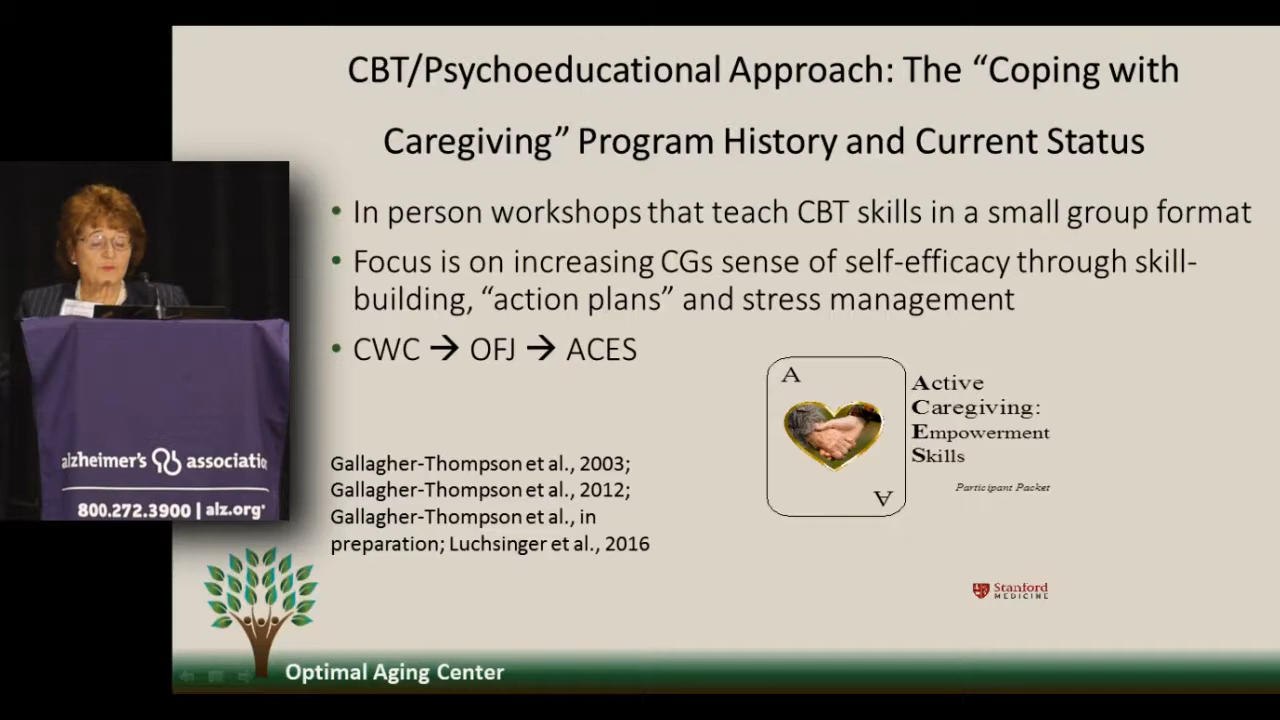 CBT/Psychoeducational Approach: The “Coping with
Caregiving” Program History and Current Status
• In person workshops that teach CBT skills in a small group format
• Focus is on increasing CGs sense of self-efficacy through skill-
building, “action plans” and stress management
• CWC → OFJ → ACES
A
A
Active
Caregiving:
Empowerment
Skills
Participant Packet
Gallagher-Thompson et al., 2003;
Gallagher-Thompson et al., 2012;
Gallagher-Thompson et al., in
preparation; Luchsinger et al., 2016
Stanford
MEDICINE
Optimal Aging Center
alzheimer's associatio
800.272.3900 | alz.org